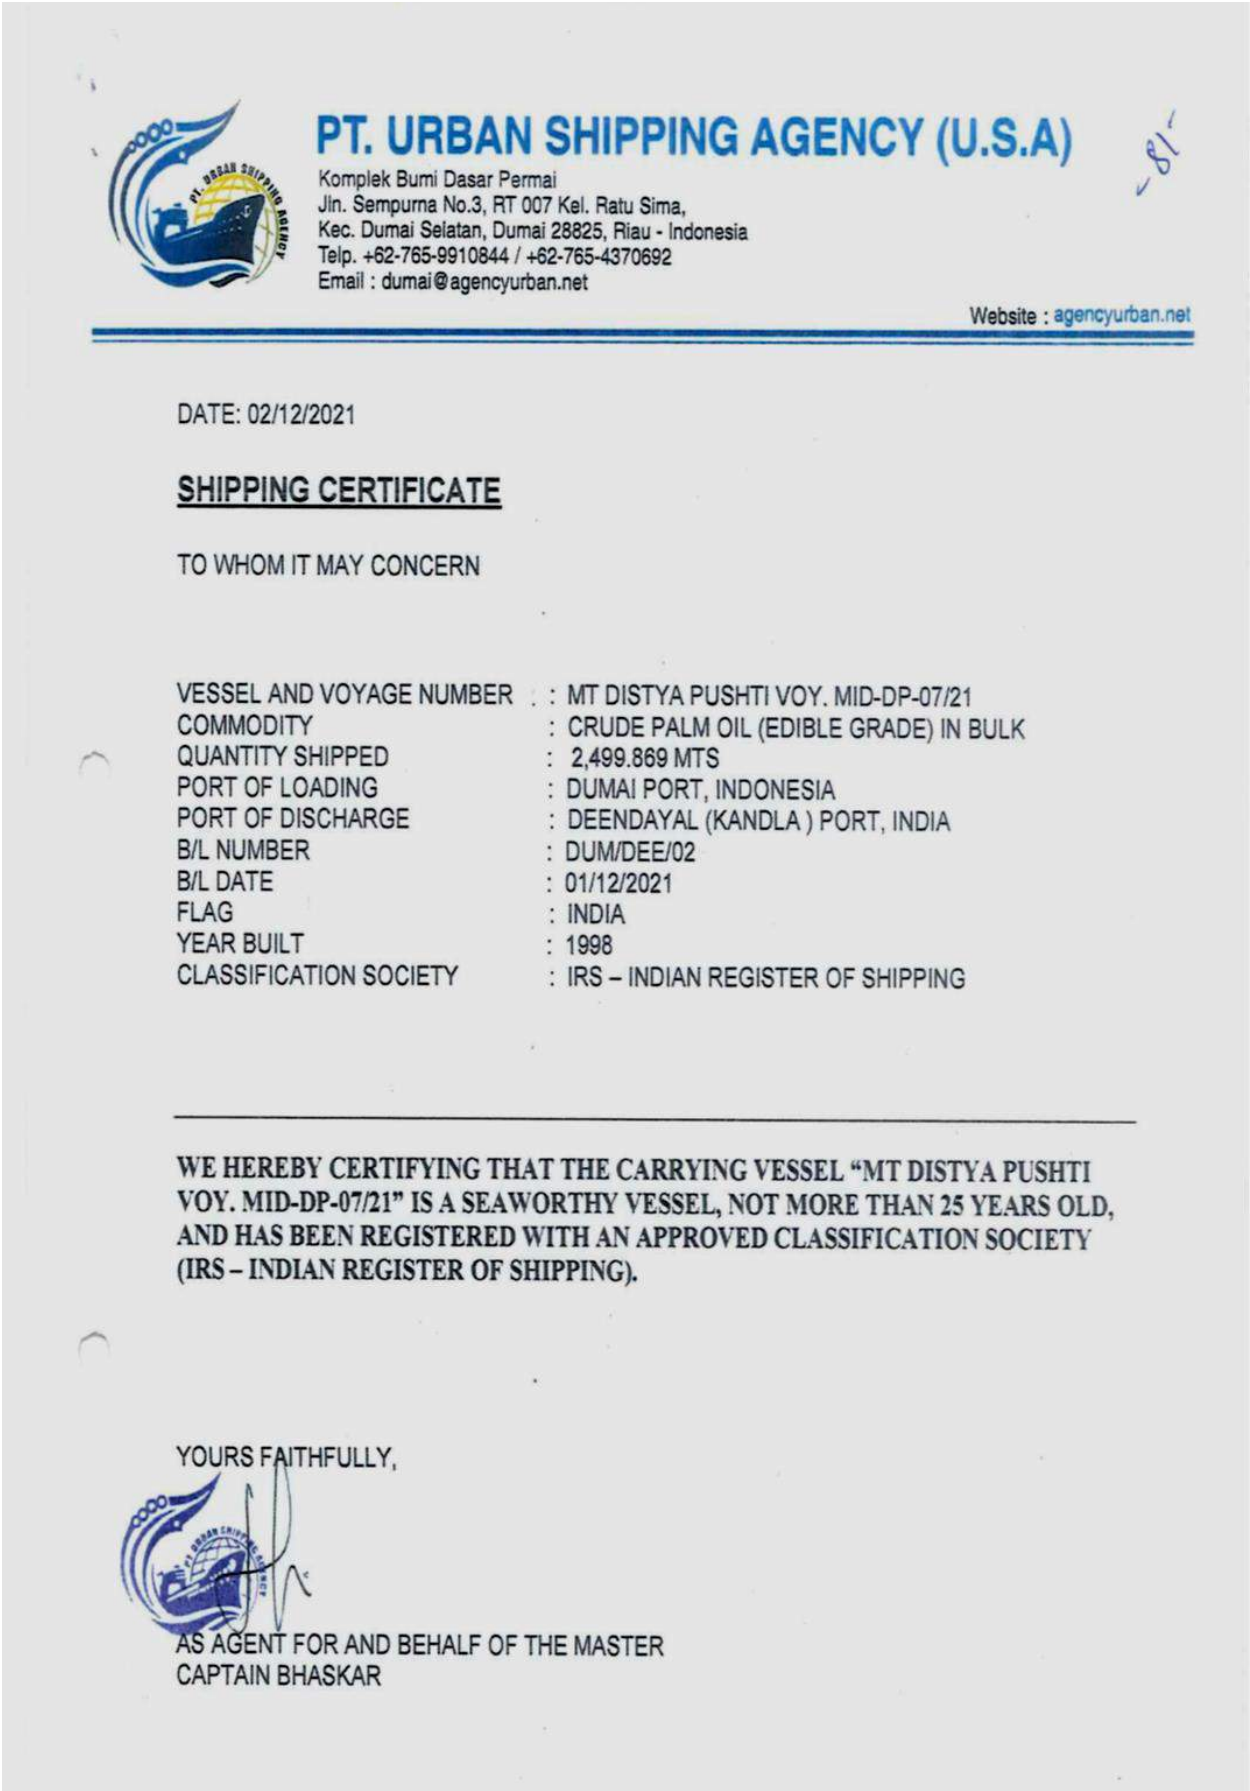 PT. URBAN SHIPPING AGENCY
PT. URBAN SHIPPING AGENCY (U.S.A)
Komplek Bumi Dasar Permai
Jln. Sempurna No.3, RT 007 Kel. Ratu Sima,
Kec. Dumai Selatan, Dumai 28825, Riau - Indonesia
Telp. +62-765-9910844 / +62-765-4370692
Email : dumai@agencyurban.net
Website : agencyurban.net
DATE: 02/12/2021
SHIPPING CERTIFICATE
TO WHOM IT MAY CONCERN
VESSEL AND VOYAGE NUMBER : : MT DISTYA PUSHTI VOY. MID-DP-07/21
COMMODITY : CRUDE PALM OIL (EDIBLE GRADE) IN BULK
QUANTITY SHIPPED : 2,499.869 MTS
PORT OF LOADING : DUMAI PORT, INDONESIA
PORT OF DISCHARGE : DEENDAYAL (KANDLA ) PORT, INDIA
B/L NUMBER : DUM/DEE/02
B/L DATE : 01/12/2021
FLAG : INDIA
YEAR BUILT : 1998
CLASSIFICATION SOCIETY : IRS – INDIAN REGISTER OF SHIPPING
WE HEREBY CERTIFYING THAT THE CARRYING VESSEL “MT DISTYA PUSHTI
VOY. MID-DP-07/21” IS A SEAWORTHY VESSEL, NOT MORE THAN 25 YEARS OLD,
AND HAS BEEN REGISTERED WITH AN APPROVED CLASSIFICATION SOCIETY
(IRS – INDIAN REGISTER OF SHIPPING).
YOURS FAITHFULLY,
PT. URBAN SHIPPING AGENCY
AS AGENT FOR AND BEHALF OF THE MASTER
CAPTAIN BHASKAR